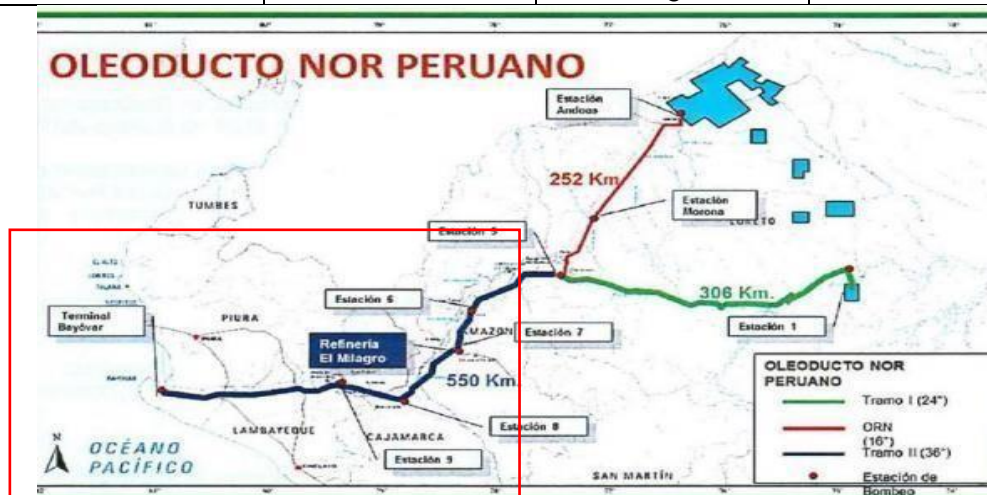 OLEODUCTO NOR PERUANO
Estación
Andoas
252 Km.
Estación
Morona
LORETO
TUMBES
Estación 5
306 Km.
Estación 1
Estación 6
Terminal
Bayóvar
PIURA
PIURA
Refinería
El Milagro
AMAZON
Estación 7
550 Km.
Estación 8
LAMBAYEQUE
CAJAMARCA
Estación 9
N
OCÉANO
PACÍFICO
SAN MARTÍN
OLEODUCTO NOR
PERUANO
Tramo I (24")
ORN
(16")
Tramo II (36")
Estación de
Bombeo